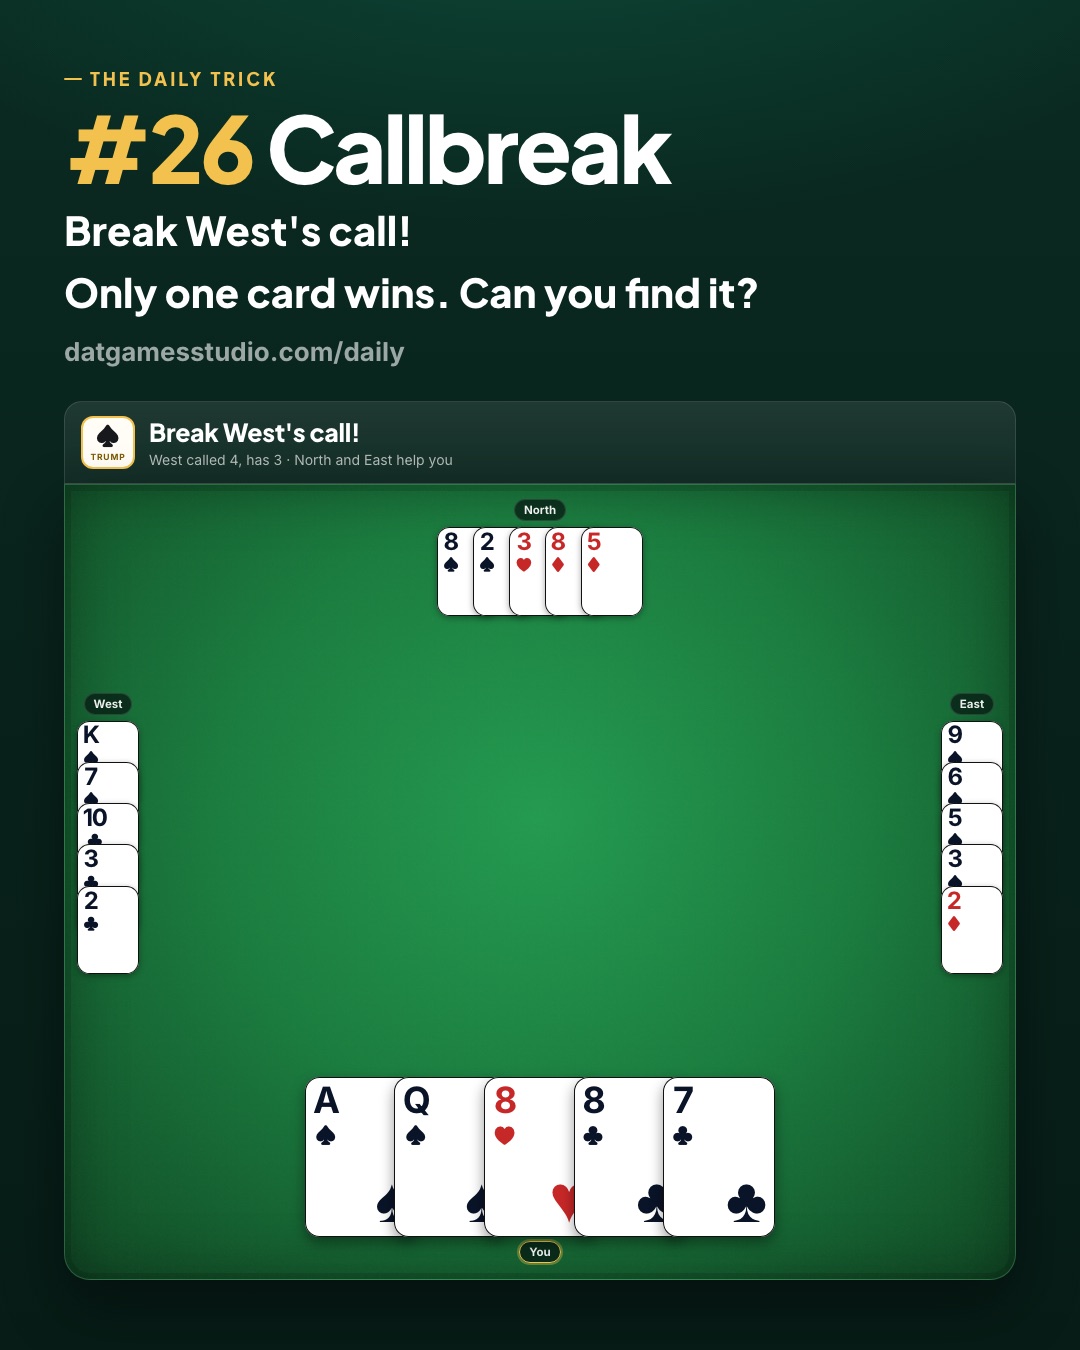 — THE DAILY TRICK
#26 Callbreak
Break West's call!
Only one card wins. Can you find it?
datgamesstudio.com/daily
TRUMP
Break West's call!
West called 4, has 3 · North and East help you
North
8 2 3 8 5
West
East
K
7
10
3
2
9
6
5
3
2
A Q 8 8 7
You